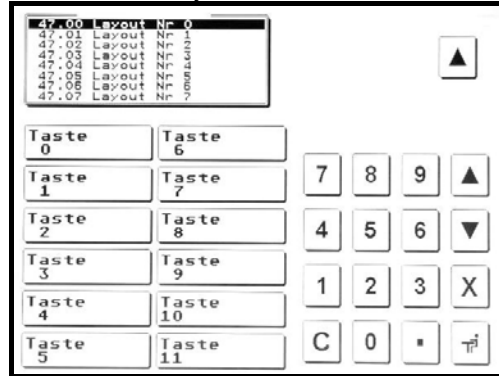 47.00 Layout Nr 0
47.01 Layout Nr 1
47.02 Layout Nr 2
47.03 Layout Nr 3
47.04 Layout Nr 4
47.05 Layout Nr 5
47.06 Layout Nr 6
47.07 Layout Nr 7
Taste
0
Taste
6
Taste
1
Taste
7
Taste
2
Taste
8
Taste
3
Taste
9
Taste
4
Taste
10
Taste
5
Taste
11
7 8 9 ▲
4 5 6 ▼
1 2 3 X
C 0 ▪